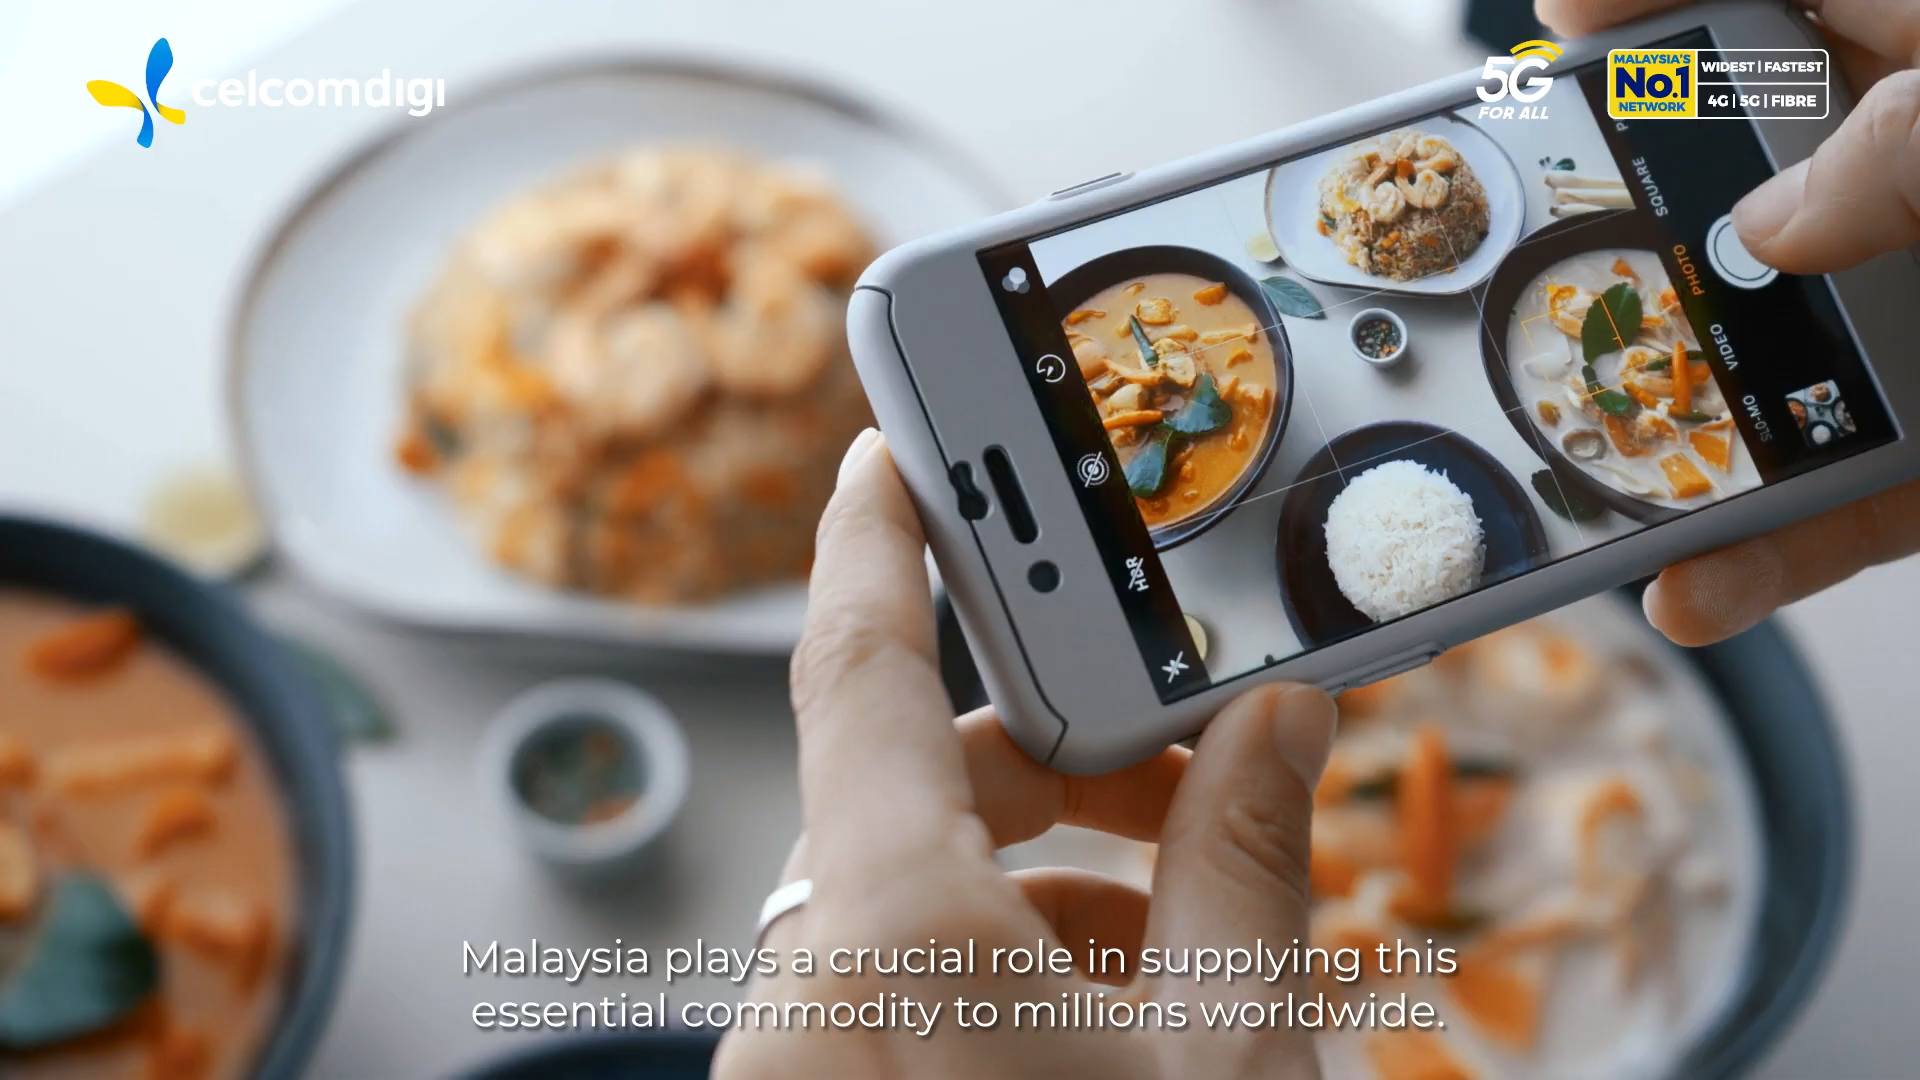 celcomdigi
5G
FOR ALL
MALAYSIA'S
No.1
NETWORK
WIDEST | FASTEST
4G | 5G | FIBRE
SQUARE
PHOTO
VIDEO
SLO-MO
HDR
Malaysia plays a crucial role in supplying this
essential commodity to millions worldwide.